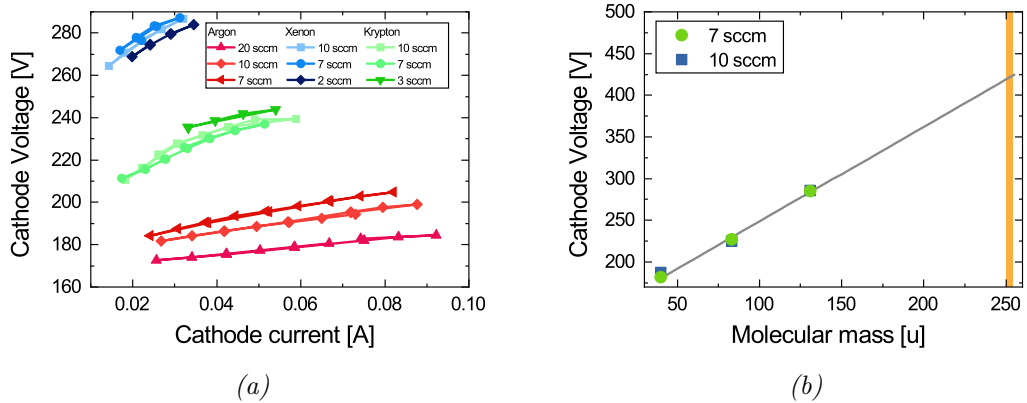 Argon Xenon Krypton
20 sccm 10 sccm 10 sccm
10 sccm 7 sccm 7 sccm
7 sccm 2 sccm 3 sccm
Cathode Voltage [V]
280
260
240
220
200
180
160
0.02 0.04 0.06 0.08 0.10
Cathode current [A]
(a)
7 sccm
10 sccm
Cathode Voltage [V]
500
450
400
350
300
250
200
50 100 150 200 250
Molecular mass [u]
(b)